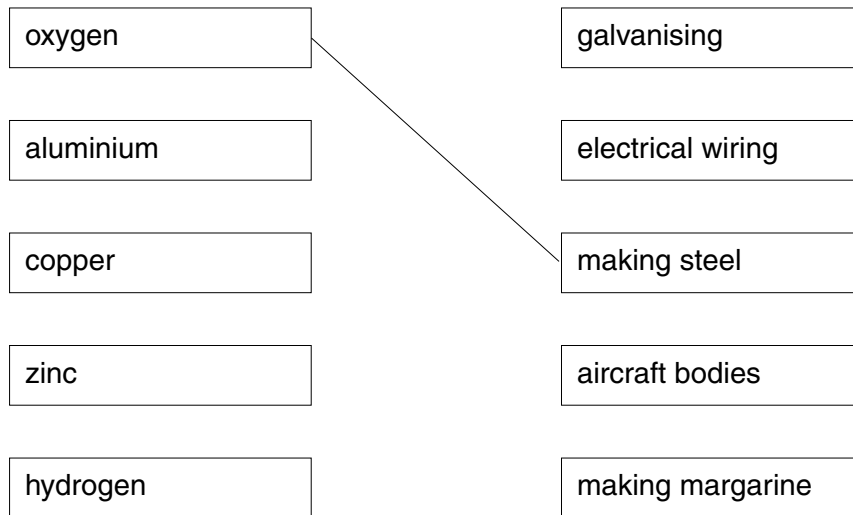 oxygen
galvanising
aluminium
electrical wiring
copper
making steel
zinc
aircraft bodies
hydrogen
making margarine